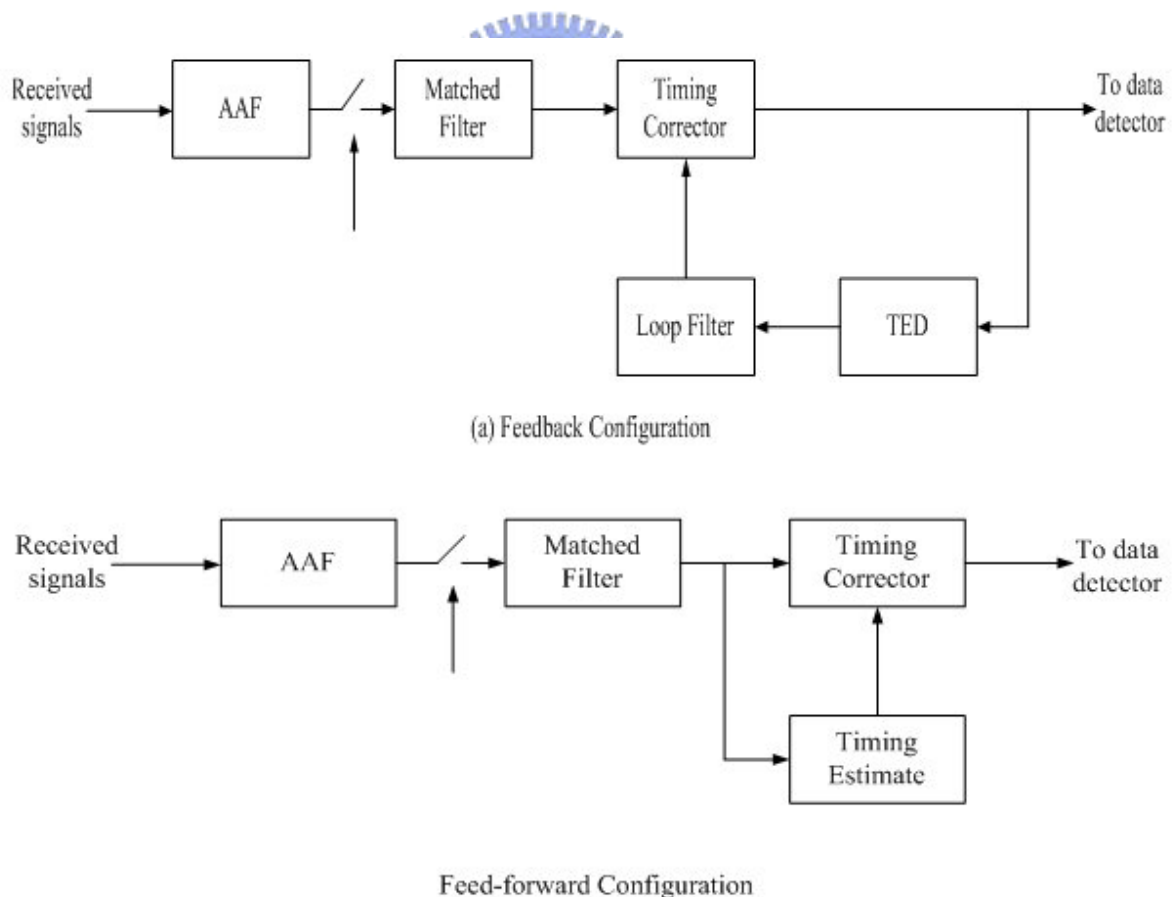 Received
signals
AAF
Matched
Filter
Timing
Corrector
To data
detector
Loop Filter
TED
(a) Feedback Configuration
Received
signals
AAF
Matched
Filter
Timing
Corrector
To data
detector
Timing
Estimate
Feed-forward Configuration